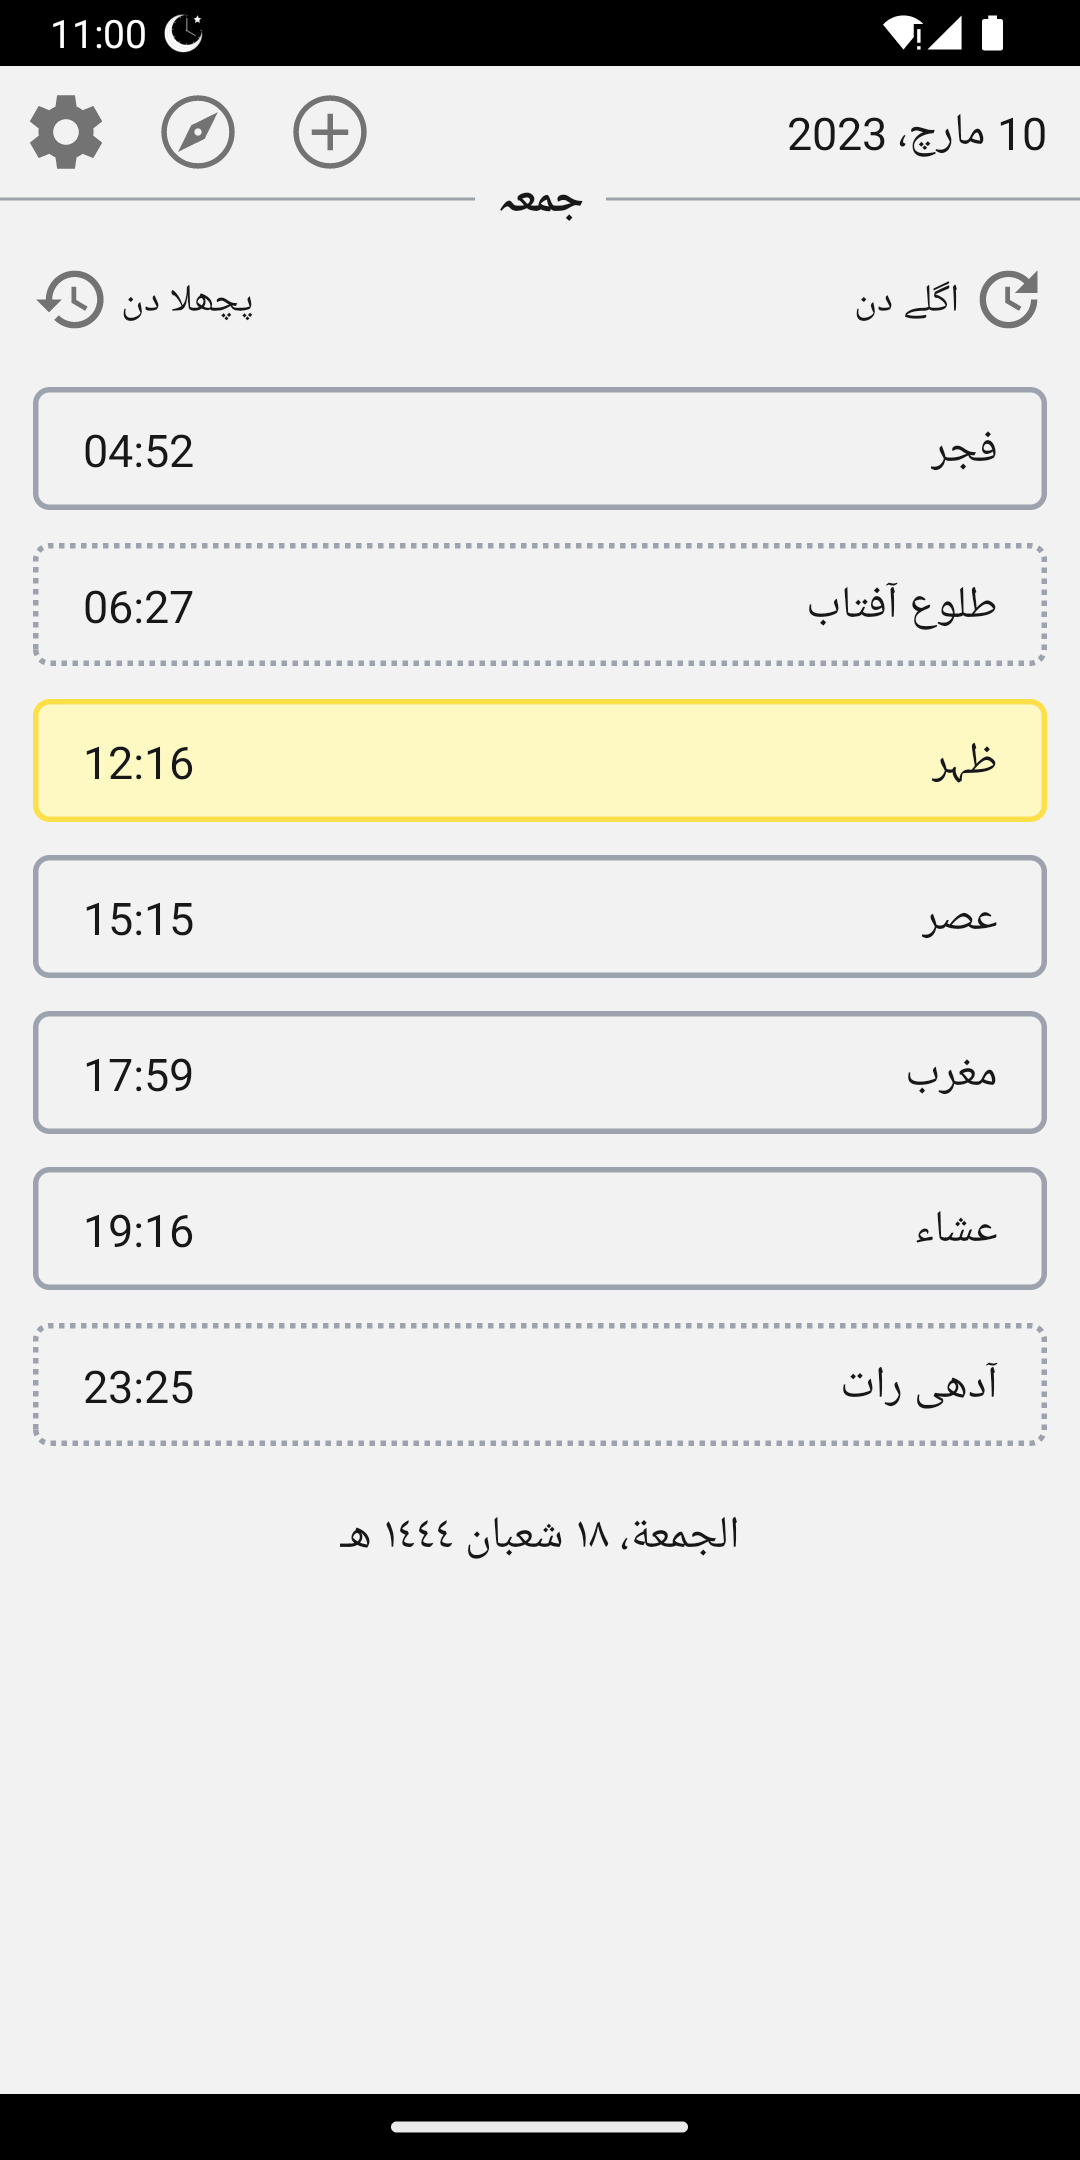 11:00
10 مارچ، 2023
جمعہ
اگلے دن
پچھلا دن
فجر 04:52
طلوع آفتاب 06:27
ظہر 12:16
عصر 15:15
مغرب 17:59
عشاء 19:16
آدھی رات 23:25
الجمعة، ١٨ شعبان ١٤٤٤ هـ